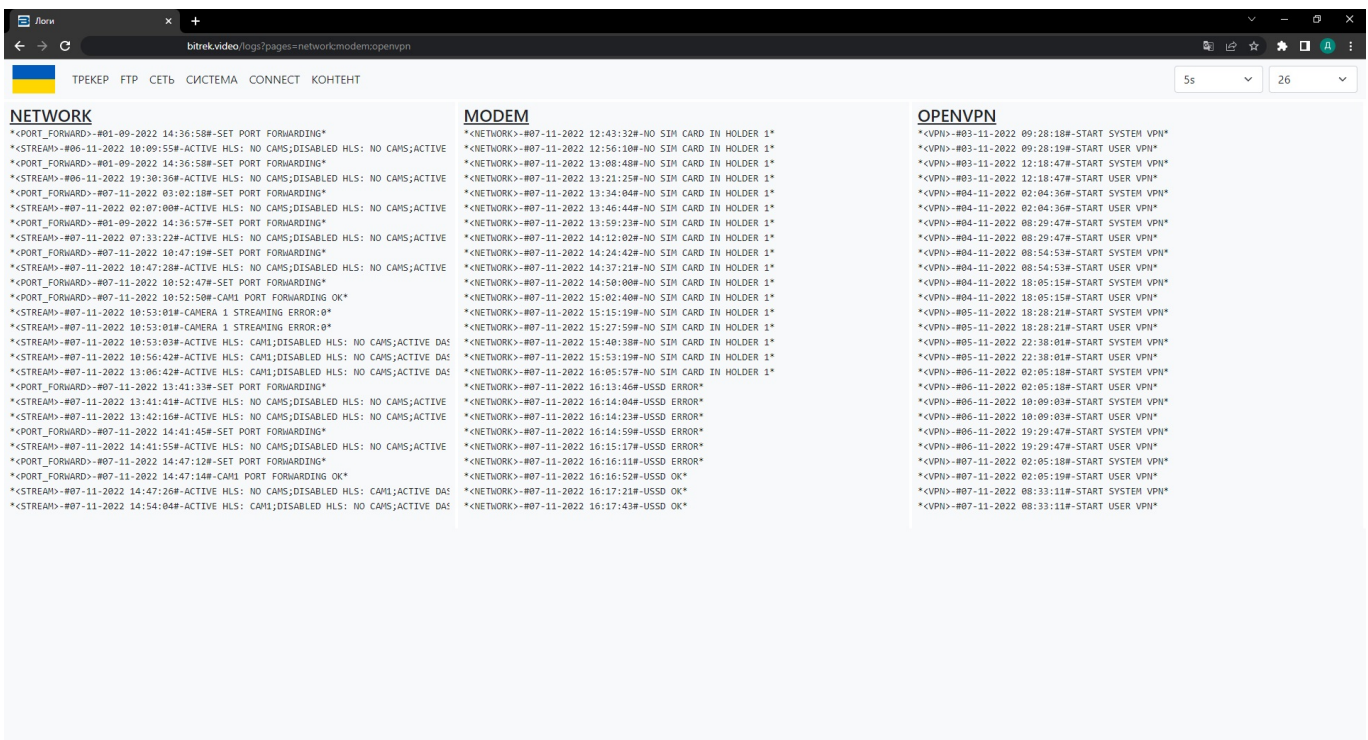 Логи
bitrek.video/logs?pages=network;modem;openvpn
Д
ТРЕКЕР FTP СЕТЬ СИСТЕМА CONNECT КОНТЕНТ
5s
26
NETWORK
*<PORT_FORWARD>-#01-09-2022 14:36:58#-SET PORT FORWARDING*
*<STREAM>-#06-11-2022 10:09:55#-ACTIVE HLS: NO CAMS;DISABLED HLS: NO CAMS;ACTIVE
*<PORT_FORWARD>-#01-09-2022 14:36:58#-SET PORT FORWARDING*
*<STREAM>-#06-11-2022 19:30:36#-ACTIVE HLS: NO CAMS;DISABLED HLS: NO CAMS;ACTIVE
*<PORT_FORWARD>-#07-11-2022 03:02:18#-SET PORT FORWARDING*
*<STREAM>-#07-11-2022 02:07:00#-ACTIVE HLS: NO CAMS;DISABLED HLS: NO CAMS;ACTIVE
*<PORT_FORWARD>-#01-09-2022 14:36:57#-SET PORT FORWARDING*
*<STREAM>-#07-11-2022 07:33:22#-ACTIVE HLS: NO CAMS;DISABLED HLS: NO CAMS;ACTIVE
*<PORT_FORWARD>-#07-11-2022 10:47:19#-SET PORT FORWARDING*
*<STREAM>-#07-11-2022 10:47:28#-ACTIVE HLS: NO CAMS;DISABLED HLS: NO CAMS;ACTIVE
*<PORT_FORWARD>-#07-11-2022 10:52:47#-SET PORT FORWARDING*
*<PORT_FORWARD>-#07-11-2022 10:52:50#-CAM1 PORT FORWARDING OK*
*<STREAM>-#07-11-2022 10:53:01#-CAMERA 1 STREAMING ERROR:0*
*<STREAM>-#07-11-2022 10:53:01#-CAMERA 1 STREAMING ERROR:0*
*<STREAM>-#07-11-2022 10:53:03#-ACTIVE HLS: CAM1;DISABLED HLS: NO CAMS;ACTIVE DAS
*<STREAM>-#07-11-2022 10:56:42#-ACTIVE HLS: CAM1;DISABLED HLS: NO CAMS;ACTIVE DAS
*<STREAM>-#07-11-2022 13:06:42#-ACTIVE HLS: CAM1;DISABLED HLS: NO CAMS;ACTIVE DAS
*<PORT_FORWARD>-#07-11-2022 13:41:33#-SET PORT FORWARDING*
*<STREAM>-#07-11-2022 13:41:41#-ACTIVE HLS: NO CAMS;DISABLED HLS: NO CAMS;ACTIVE
*<STREAM>-#07-11-2022 13:42:16#-ACTIVE HLS: NO CAMS;DISABLED HLS: NO CAMS;ACTIVE
*<PORT_FORWARD>-#07-11-2022 14:41:45#-SET PORT FORWARDING*
*<STREAM>-#07-11-2022 14:41:55#-ACTIVE HLS: NO CAMS;DISABLED HLS: NO CAMS;ACTIVE
*<PORT_FORWARD>-#07-11-2022 14:47:12#-SET PORT FORWARDING*
*<PORT_FORWARD>-#07-11-2022 14:47:14#-CAM1 PORT FORWARDING OK*
*<STREAM>-#07-11-2022 14:47:26#-ACTIVE HLS: NO CAMS;DISABLED HLS: CAM1;ACTIVE DAS
*<STREAM>-#07-11-2022 14:54:04#-ACTIVE HLS: CAM1;DISABLED HLS: NO CAMS;ACTIVE DAS
MODEM
*<NETWORK>-#07-11-2022 12:43:32#-NO SIM CARD IN HOLDER 1*
*<NETWORK>-#07-11-2022 12:56:10#-NO SIM CARD IN HOLDER 1*
*<NETWORK>-#07-11-2022 13:08:48#-NO SIM CARD IN HOLDER 1*
*<NETWORK>-#07-11-2022 13:21:25#-NO SIM CARD IN HOLDER 1*
*<NETWORK>-#07-11-2022 13:34:04#-NO SIM CARD IN HOLDER 1*
*<NETWORK>-#07-11-2022 13:46:44#-NO SIM CARD IN HOLDER 1*
*<NETWORK>-#07-11-2022 13:59:23#-NO SIM CARD IN HOLDER 1*
*<NETWORK>-#07-11-2022 14:12:02#-NO SIM CARD IN HOLDER 1*
*<NETWORK>-#07-11-2022 14:24:42#-NO SIM CARD IN HOLDER 1*
*<NETWORK>-#07-11-2022 14:37:21#-NO SIM CARD IN HOLDER 1*
*<NETWORK>-#07-11-2022 14:50:00#-NO SIM CARD IN HOLDER 1*
*<NETWORK>-#07-11-2022 15:02:40#-NO SIM CARD IN HOLDER 1*
*<NETWORK>-#07-11-2022 15:15:19#-NO SIM CARD IN HOLDER 1*
*<NETWORK>-#07-11-2022 15:27:59#-NO SIM CARD IN HOLDER 1*
*<NETWORK>-#07-11-2022 15:40:38#-NO SIM CARD IN HOLDER 1*
*<NETWORK>-#07-11-2022 15:53:19#-NO SIM CARD IN HOLDER 1*
*<NETWORK>-#07-11-2022 16:05:57#-NO SIM CARD IN HOLDER 1*
*<NETWORK>-#07-11-2022 16:13:46#-USSD ERROR*
*<NETWORK>-#07-11-2022 16:14:04#-USSD ERROR*
*<NETWORK>-#07-11-2022 16:14:23#-USSD ERROR*
*<NETWORK>-#07-11-2022 16:14:59#-USSD ERROR*
*<NETWORK>-#07-11-2022 16:15:17#-USSD ERROR*
*<NETWORK>-#07-11-2022 16:16:11#-USSD ERROR*
*<NETWORK>-#07-11-2022 16:16:52#-USSD OK*
*<NETWORK>-#07-11-2022 16:17:21#-USSD OK*
*<NETWORK>-#07-11-2022 16:17:43#-USSD OK*
OPENVPN
*<VPN>-#03-11-2022 09:28:18#-START SYSTEM VPN*
*<VPN>-#03-11-2022 09:28:19#-START USER VPN*
*<VPN>-#03-11-2022 12:18:47#-START SYSTEM VPN*
*<VPN>-#03-11-2022 12:18:47#-START USER VPN*
*<VPN>-#04-11-2022 02:04:36#-START SYSTEM VPN*
*<VPN>-#04-11-2022 02:04:36#-START USER VPN*
*<VPN>-#04-11-2022 08:29:47#-START SYSTEM VPN*
*<VPN>-#04-11-2022 08:29:47#-START USER VPN*
*<VPN>-#04-11-2022 08:54:53#-START SYSTEM VPN*
*<VPN>-#04-11-2022 08:54:53#-START USER VPN*
*<VPN>-#04-11-2022 18:05:15#-START SYSTEM VPN*
*<VPN>-#04-11-2022 18:05:15#-START USER VPN*
*<VPN>-#05-11-2022 18:28:21#-START SYSTEM VPN*
*<VPN>-#05-11-2022 18:28:21#-START USER VPN*
*<VPN>-#05-11-2022 22:38:01#-START SYSTEM VPN*
*<VPN>-#05-11-2022 22:38:01#-START USER VPN*
*<VPN>-#06-11-2022 02:05:18#-START SYSTEM VPN*
*<VPN>-#06-11-2022 02:05:18#-START USER VPN*
*<VPN>-#06-11-2022 10:09:03#-START SYSTEM VPN*
*<VPN>-#06-11-2022 10:09:03#-START USER VPN*
*<VPN>-#06-11-2022 19:29:47#-START SYSTEM VPN*
*<VPN>-#06-11-2022 19:29:47#-START USER VPN*
*<VPN>-#07-11-2022 02:05:18#-START SYSTEM VPN*
*<VPN>-#07-11-2022 02:05:19#-START USER VPN*
*<VPN>-#07-11-2022 08:33:11#-START SYSTEM VPN*
*<VPN>-#07-11-2022 08:33:11#-START USER VPN*